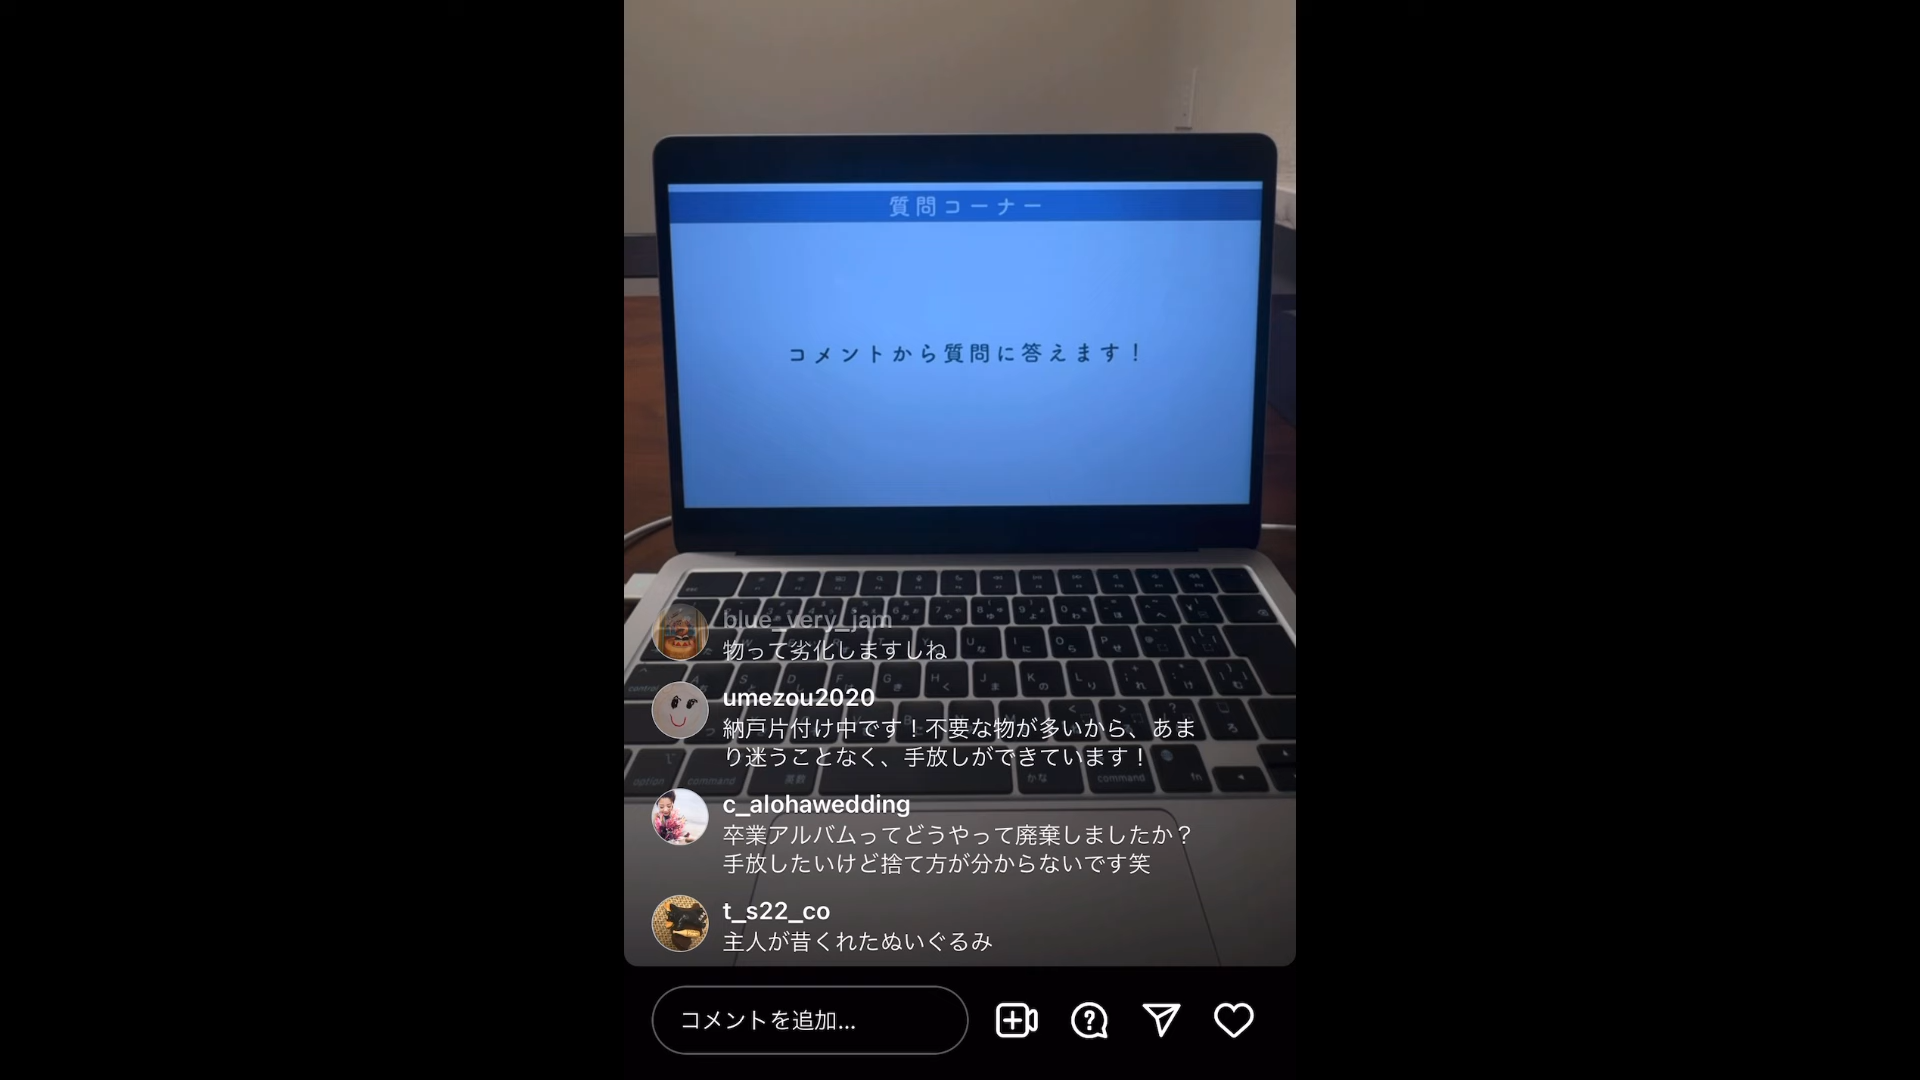 質問コーナー
コメントから質問に答えます！
blue_very_jam
物って劣化しますしね
umezou2020
納戸片付け中です！不要な物が多いから、あま
り迷うことなく、手放しができています！
c_alohawedding
卒業アルバムってどうやって廃棄しましたか？
手放したいけど捨て方が分からないです笑
t_s22_co
主人が昔くれたぬいぐるみ
コメントを追加...